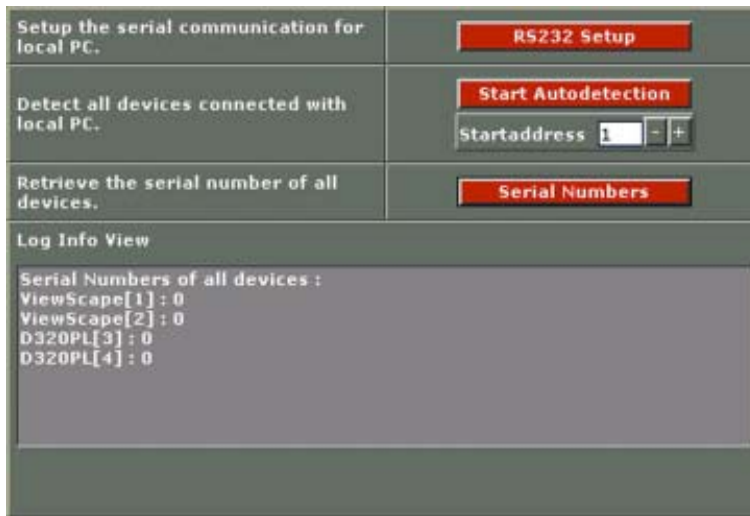 Setup the serial communication for
local PC.
RS232 Setup
Detect all devices connected with
local PC.
Start Autodetection
Startaddress 1 - +
Retrieve the serial number of all
devices.
Serial Numbers
Log Info View
Serial Numbers of all devices :
ViewScape[1] : 0
ViewScape[2] : 0
D320PL[3] : 0
D320PL[4] : 0